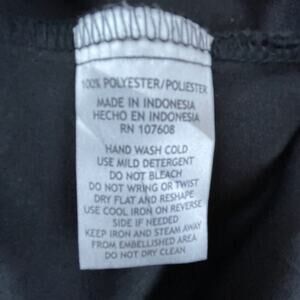 100% POLYESTER/POLIESTER
MADE IN INDONESIA
HECHO EN INDONESIA
RN 107608
HAND WASH COLD
USE MILD DETERGENT
DO NOT BLEACH
DO NOT WRING OR TWIST
DRY FLAT AND RESHAPE
USE COOL IRON ON REVERSE
SIDE IF NEEDED
KEEP IRON AND STEAM AWAY
FROM EMBELLISHED AREA
DO NOT DRY CLEAN